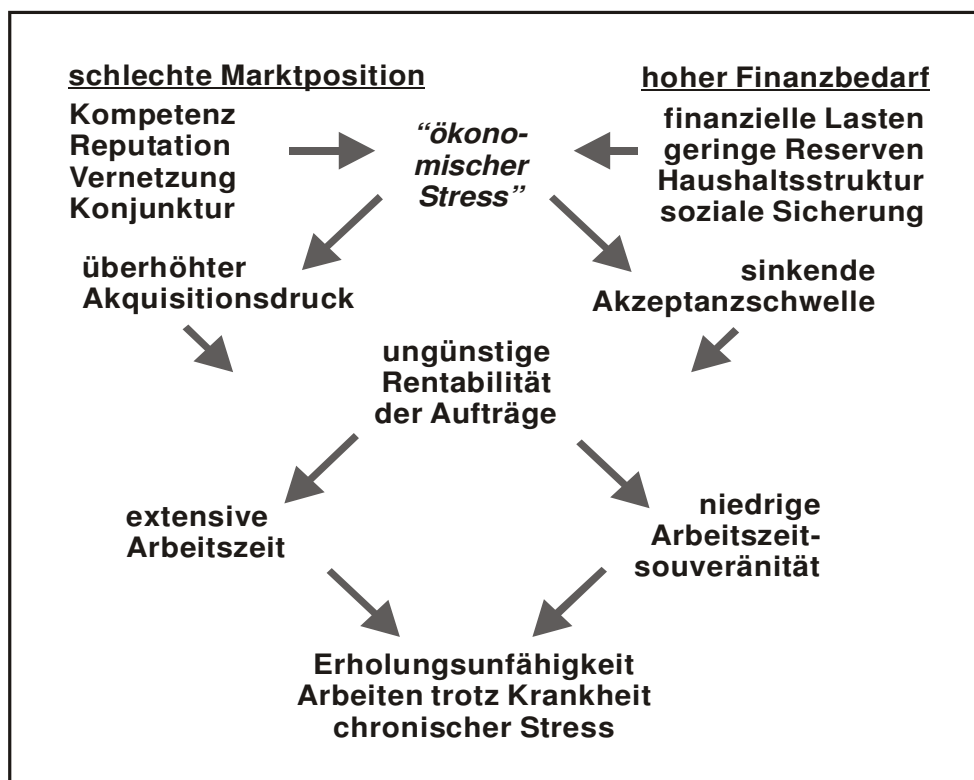 schlechte Marktposition
Kompetenz
Reputation
Vernetzung
Konjunktur
“ökono-
mischer
Stress”
hoher Finanzbedarf
finanzielle Lasten
geringe Reserven
Haushaltsstruktur
soziale Sicherung
überhöhter
Akquisitionsdruck
sinkende
Akzeptanzschwelle
ungünstige
Rentabilität
der Aufträge
extensive
Arbeitszeit
niedrige
Arbeitszeit-
souveränität
Erholungsunfähigkeit
Arbeiten trotz Krankheit
chronischer Stress